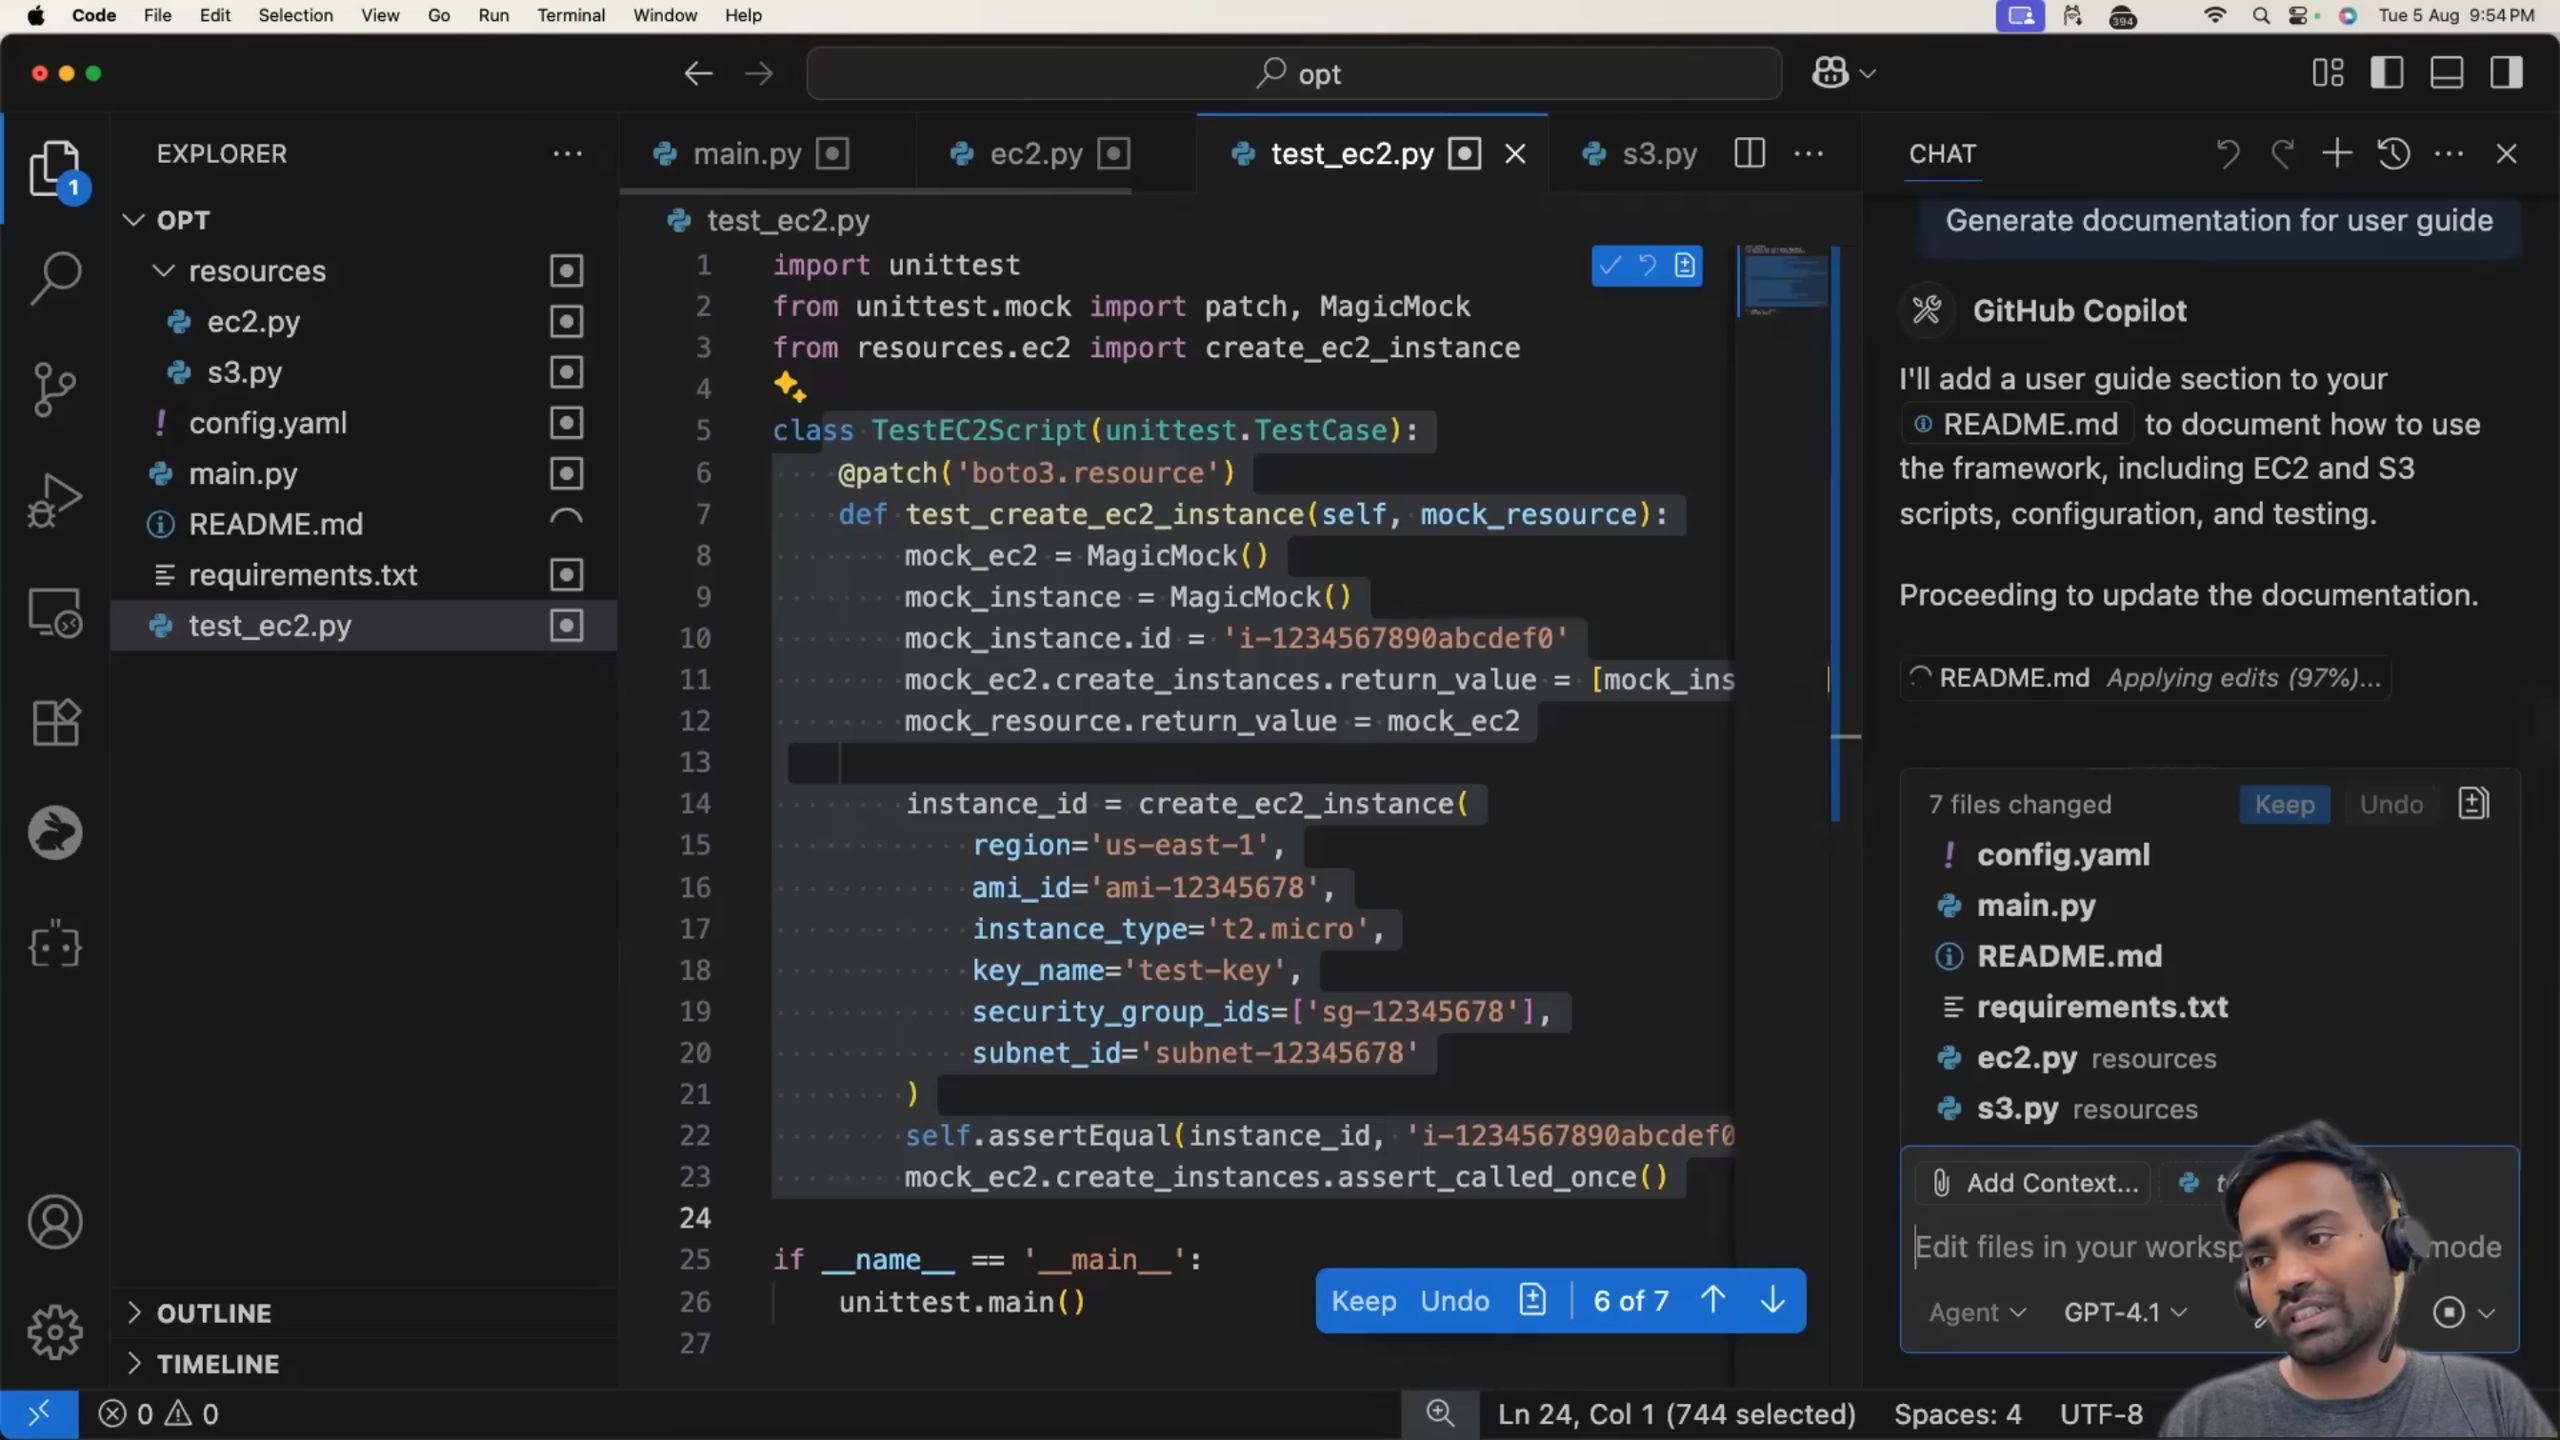 Code File Edit Selection View Go Run Terminal Window Help
394 Tue 5 Aug 9:54 PM
opt
EXPLORER
1
OPT
resources
ec2.py
s3.py
config.yaml
main.py
README.md
requirements.txt
test_ec2.py
OUTLINE
TIMELINE
main.py ec2.py test_ec2.py s3.py
test_ec2.py
1 import unittest
2 from unittest.mock import patch, MagicMock
3 from resources.ec2 import create_ec2_instance
4
5 class TestEC2Script(unittest.TestCase):
6 @patch('boto3.resource')
7 def test_create_ec2_instance(self, mock_resource):
8 mock_ec2 = MagicMock()
9 mock_instance = MagicMock()
10 mock_instance.id = 'i-1234567890abcdef0'
11 mock_ec2.create_instances.return_value = [mock_ins
12 mock_resource.return_value = mock_ec2
13
14 instance_id = create_ec2_instance(
15 region='us-east-1',
16 ami_id='ami-12345678',
17 instance_type='t2.micro',
18 key_name='test-key',
19 security_group_ids=['sg-12345678'],
20 subnet_id='subnet-12345678'
21 )
22 self.assertEqual(instance_id, 'i-1234567890abcdef0
23 mock_ec2.create_instances.assert_called_once()
24
25 if __name__ == '__main__':
26 unittest.main()
27
Keep Undo 6 of 7
CHAT
Generate documentation for user guide
GitHub Copilot
I'll add a user guide section to your
README.md to document how to use
the framework, including EC2 and S3
scripts, configuration, and testing.
Proceeding to update the documentation.
README.md Applying edits (97%)...
7 files changed Keep Undo
config.yaml
main.py
README.md
requirements.txt
ec2.py resources
s3.py resources
Add Context...
Edit files in your worksp mode
Agent GPT-4.1
0 0
Ln 24, Col 1 (744 selected) Spaces: 4 UTF-8